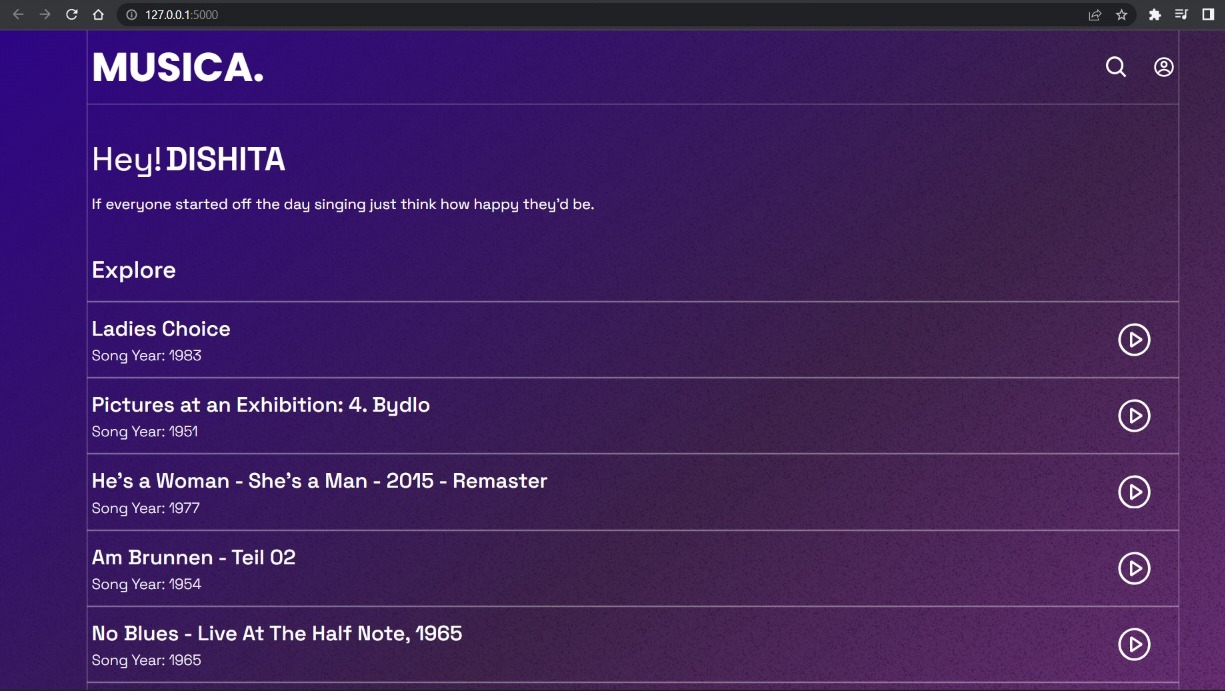 127.0.0.1:5000
MUSICA.
Hey! DISHITA
If everyone started off the day singing just think how happy they'd be.
Explore
Ladies Choice
Song Year: 1983
Pictures at an Exhibition: 4. Bydlo
Song Year: 1951
He's a Woman - She's a Man - 2015 - Remaster
Song Year: 1977
Am Brunnen - Teil 02
Song Year: 1954
No Blues - Live At The Half Note, 1965
Song Year: 1965